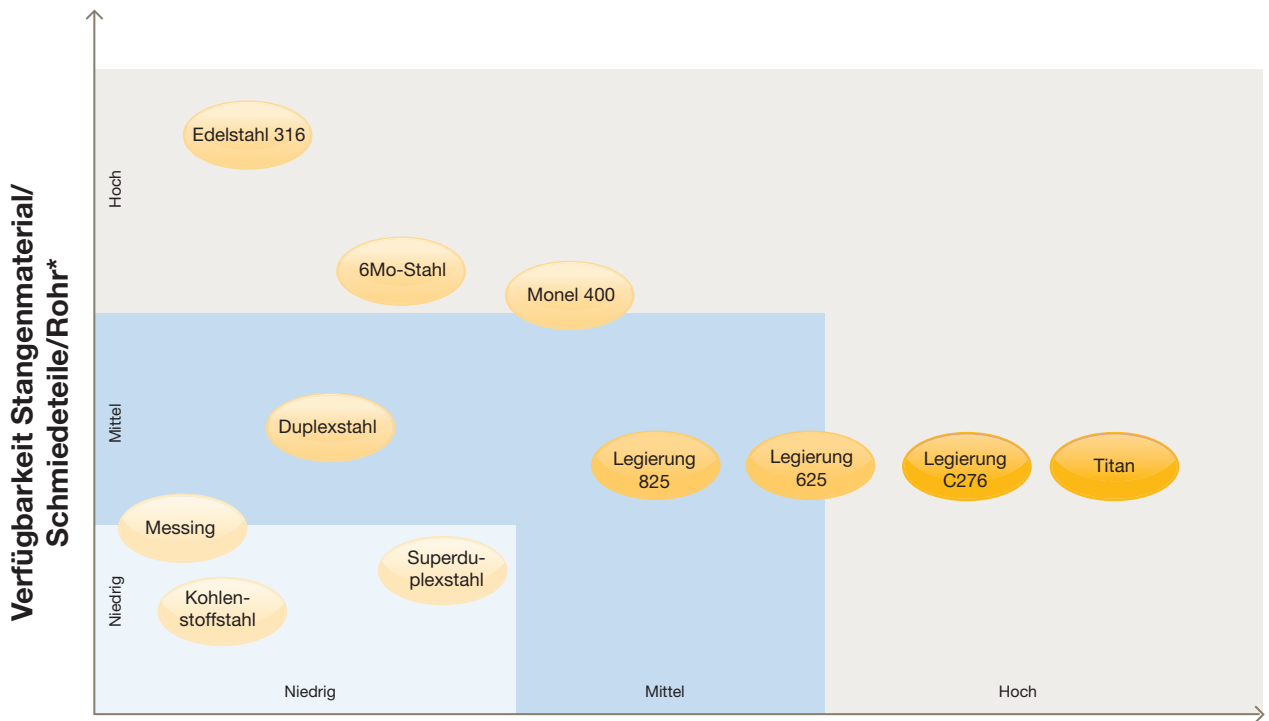 Verfügbarkeit Stangenmaterial/
Schmiedeteile/Rohr*
Hoch
Mittel
Niedrig
Edelstahl 316
6Mo-Stahl
Monel 400
Duplexstahl
Legierung
825
Legierung
625
Legierung
C276
Titan
Messing
Superdu-
plexstahl
Kohlen-
stoffstahl
Niedrig
Mittel
Hoch